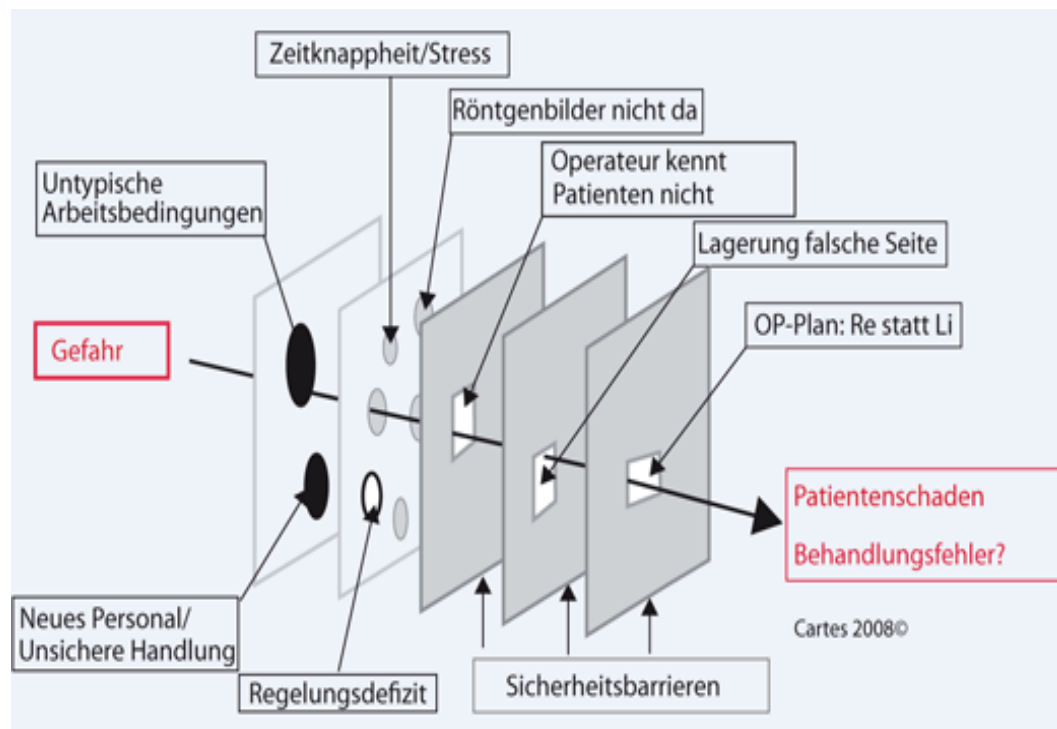 Zeitknappheit/Stress
Röntgenbilder nicht da
Operateur kennt
Patienten nicht
Untypische
Arbeitsbedingungen
Lagerung falsche Seite
OP-Plan: Re statt Li
Gefahr
Patientenschaden
Behandlungsfehler?
Neues Personal/
Unsichere Handlung
Cartes 2008©
Regelungsdefizit
Sicherheitsbarrieren